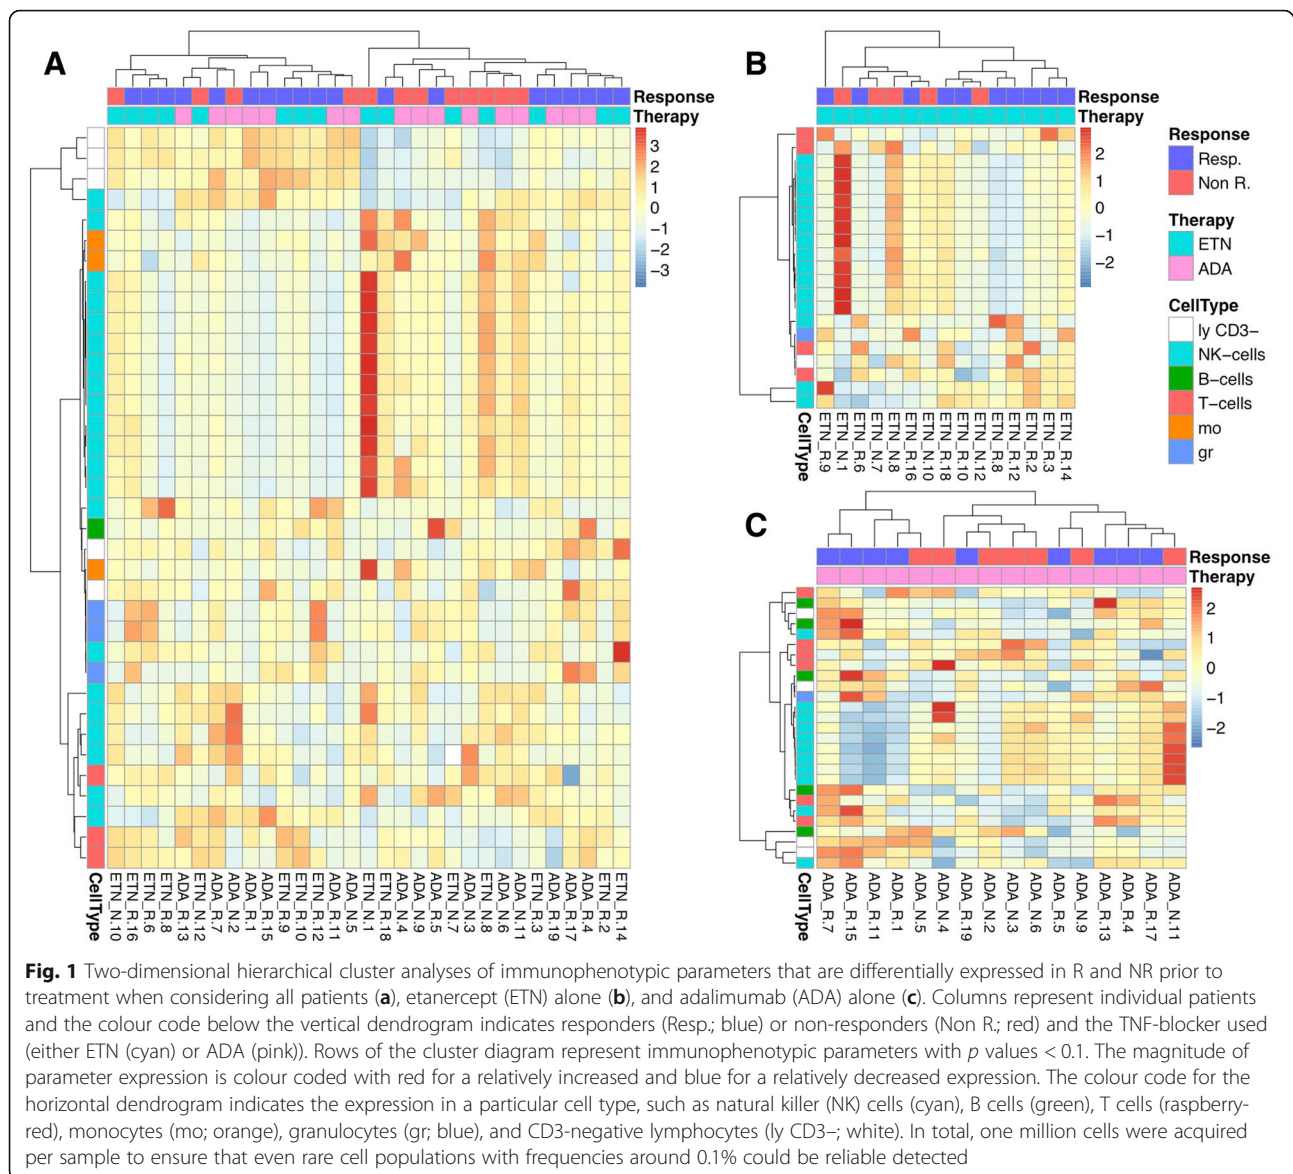 A
Response
Therapy
3
2
1
0
−1
−2
−3
CellType
ETN_N.10
ETN_R.16
ETN_R.6
ETN_R.8
ADA_R.13
ETN_N.12
ADA_R.7
ADA_N.2
ADA_R.1
ADA_R.15
ETN_R.9
ETN_R.10
ETN_R.12
ADA_R.11
ADA_N.5
ETN_N.1
ETN_R.18
ADA_N.4
ADA_N.9
ADA_R.5
ETN_N.7
ADA_N.3
ETN_N.8
ADA_N.6
ADA_N.11
ETN_R.3
ADA_R.19
ADA_R.17
ADA_R.4
ETN_R.2
ETN_R.14
B
Response
Therapy
2
1
0
−1
−2
CellType
ETN_R.9
ETN_N.1
ETN_R.6
ETN_N.7
ETN_N.8
ETN_R.16
ETN_N.10
ETN_R.18
ETN_R.10
ETN_N.12
ETN_R.8
ETN_R.12
ETN_R.2
ETN_R.3
ETN_R.14
Response
Resp.
Non R.
Therapy
ETN
ADA
CellType
ly CD3−
NK−cells
B−cells
T−cells
mo
gr
C
Response
Therapy
2
1
0
−1
−2
CellType
ADA_R.7
ADA_R.15
ADA_R.11
ADA_R.1
ADA_N.5
ADA_N.4
ADA_R.19
ADA_N.2
ADA_N.3
ADA_N.6
ADA_R.5
ADA_N.9
ADA_R.13
ADA_R.4
ADA_R.17
ADA_N.11
Fig. 1 Two-dimensional hierarchical cluster analyses of immunophenotypic parameters that are differentially expressed in R and NR prior to
treatment when considering all patients (a), etanercept (ETN) alone (b), and adalimumab (ADA) alone (c). Columns represent individual patients
and the colour code below the vertical dendrogram indicates responders (Resp.; blue) or non-responders (Non R.; red) and the TNF-blocker used
(either ETN (cyan) or ADA (pink)). Rows of the cluster diagram represent immunophenotypic parameters with p values < 0.1. The magnitude of
parameter expression is colour coded with red for a relatively increased and blue for a relatively decreased expression. The colour code for the
horizontal dendrogram indicates the expression in a particular cell type, such as natural killer (NK) cells (cyan), B cells (green), T cells (raspberry-
red), monocytes (mo; orange), granulocytes (gr; blue), and CD3-negative lymphocytes (ly CD3–; white). In total, one million cells were acquired
per sample to ensure that even rare cell populations with frequencies around 0.1% could be reliable detected